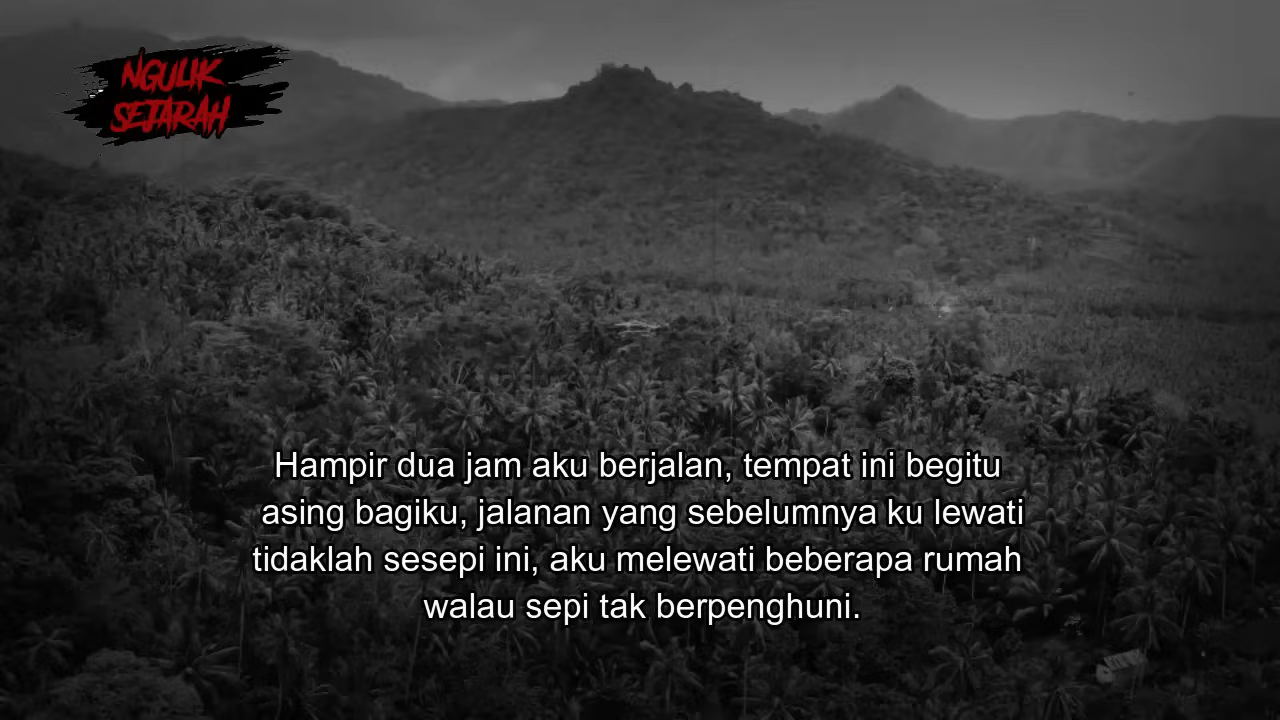 NGULIK
SEJARAH
Hampir dua jam aku berjalan, tempat ini begitu
asing bagiku, jalanan yang sebelumnya ku lewati
tidaklah sesepi ini, aku melewati beberapa rumah
walau sepi tak berpenghuni.